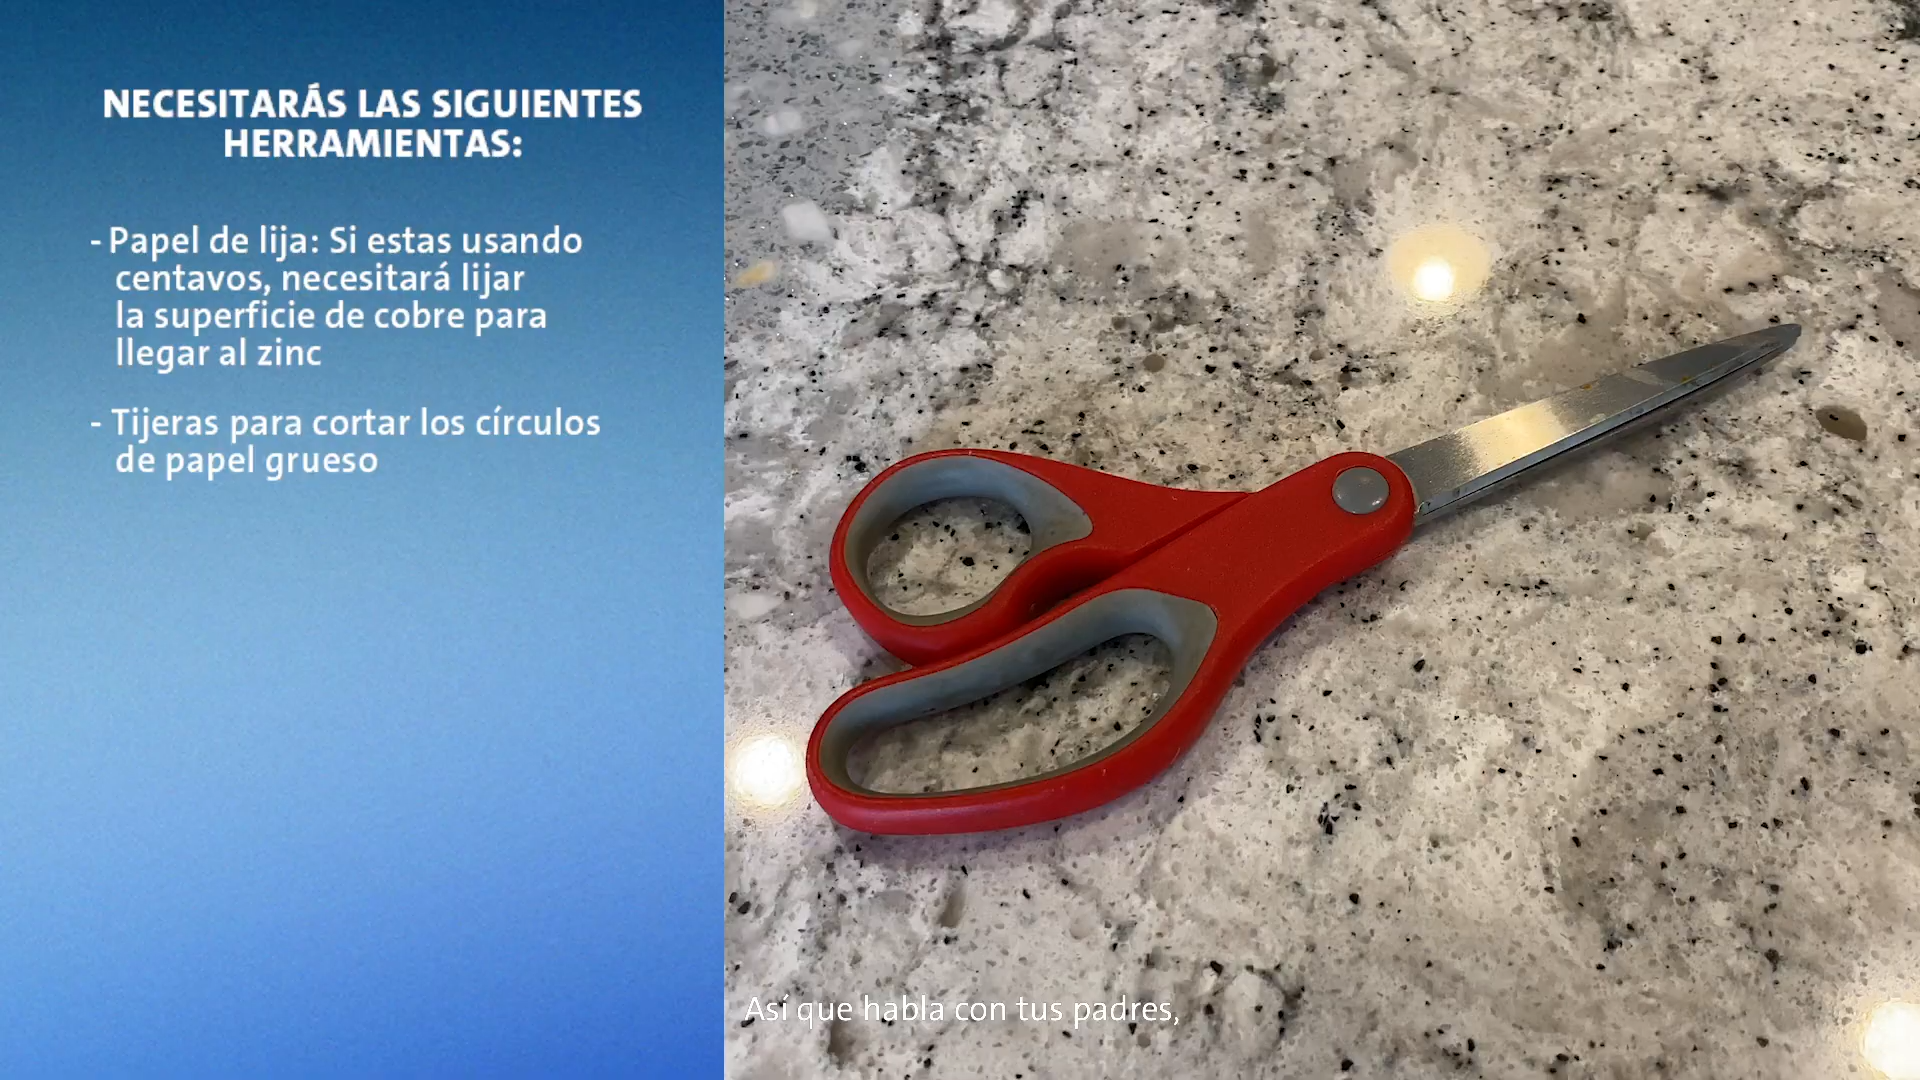 NECESITARÁS LAS SIGUIENTES
HERRAMIENTAS:
- Papel de lija: Si estas usando
centavos, necesitará lijar
la superficie de cobre para
llegar al zinc
- Tijeras para cortar los círculos
de papel grueso
Así que habla con tus padres,